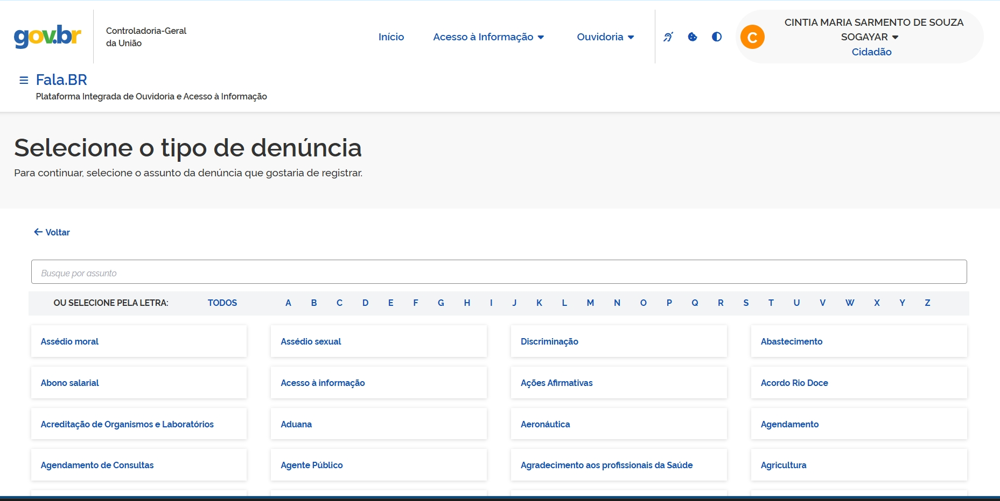 gov.br
Controladoria-Geral
da União
Início
Acesso à Informação
Ouvidoria
C
CINTIA MARIA SARMENTO DE SOUZA
SOGAYAR
Cidadão
Fala.BR
Plataforma Integrada de Ouvidoria e Acesso à Informação
Selecione o tipo de denúncia
Para continuar, selecione o assunto da denúncia que gostaria de registrar.
Voltar
Busque por assunto
OU SELECIONE PELA LETRA: TODOS A B C D E F G H I J K L M N O P Q R S T U V W X Y Z
Assédio moral
Assédio sexual
Discriminação
Abastecimento
Abono salarial
Acesso à informação
Ações Afirmativas
Acordo Rio Doce
Acreditação de Organismos e Laboratórios
Aduana
Aeronáutica
Agendamento
Agendamento de Consultas
Agente Público
Agradecimento aos profissionais da Saúde
Agricultura